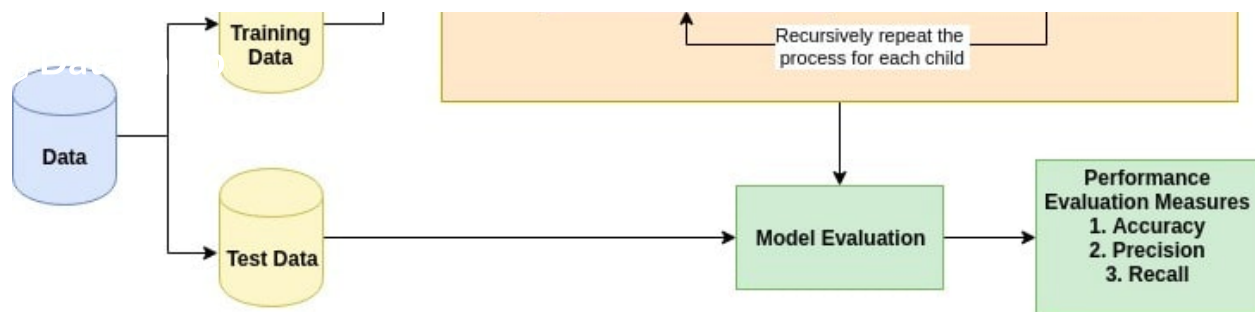 Training
Data
Recursively repeat the
process for each child
Data
Test Data
Model Evaluation
Performance
Evaluation Measures
1. Accuracy
2. Precision
3. Recall